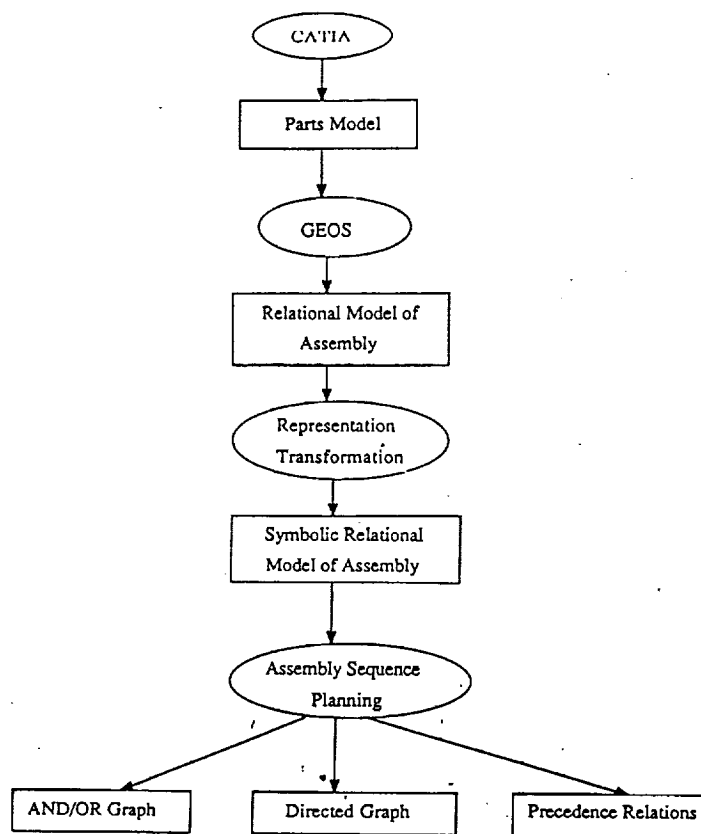 CATIA
Parts Model
GEOS
Relational Model of
Assembly
Representation
Transformation
Symbolic Relational
Model of Assembly
Assembly Sequence
Planning
AND/OR Graph
Directed Graph
Precedence Relations